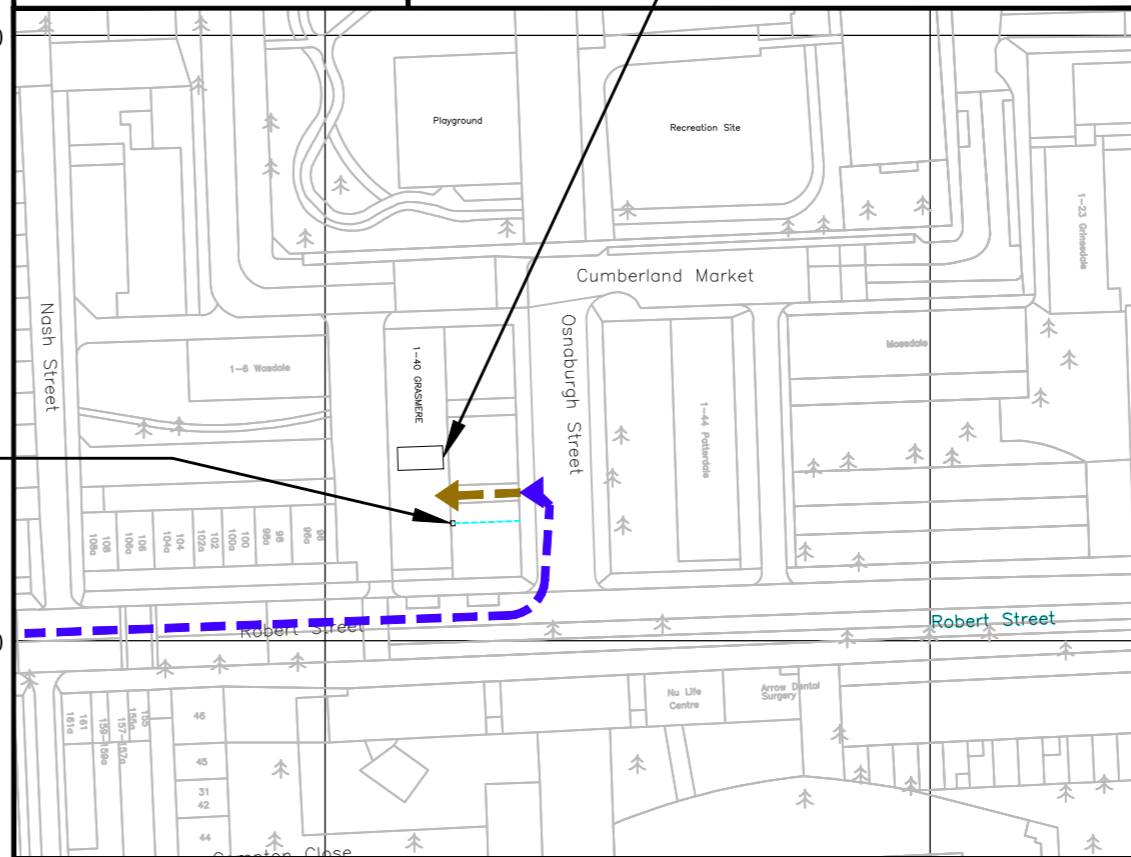 )
Playground
Recreation Site
1-23 Grinsdale
Cumberland Market
Nash Street
Osnaburgh Street
1-40 GRASMERE
1-6 Wasdale
Mosedale
1-44 Patterdale
108a
108
106a
106
104a
104
102a
102
100a
100
98a
98
96a
96
)
Robert Street
Robert Street
Nu Life
Centre
Arrow Dental
Surgery
161a
161
159-159a
157-157a
155a
155
46
45
31
42
44
Compton Close